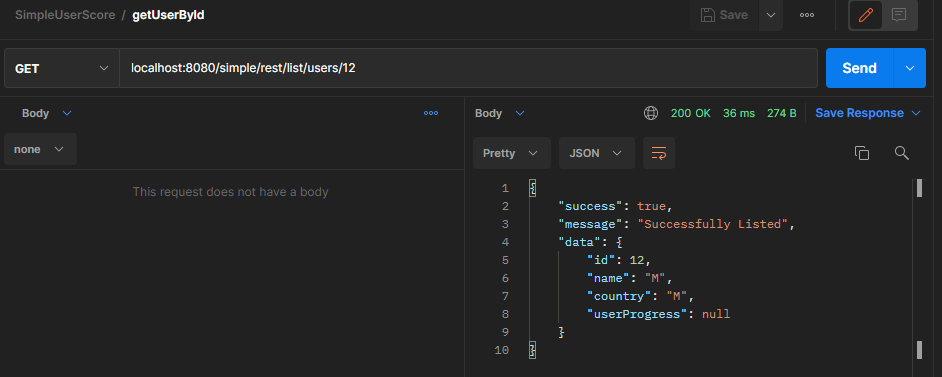 SimpleUserScore / getUserById
Save
GET
localhost:8080/simple/rest/list/users/12
Send
Body
none
This request does not have a body
Body
200 OK 36 ms 274 B Save Response
Pretty JSON
1 {
2 "success": true,
3 "message": "Successfully Listed",
4 "data": {
5 "id": 12,
6 "name": "M",
7 "country": "M",
8 "userProgress": null
9 }
10 }